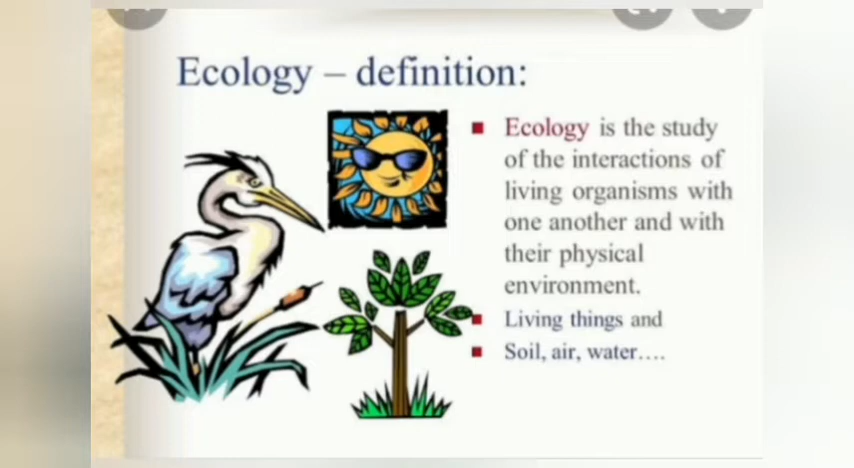 Ecology – definition:
Ecology is the study
of the interactions of
living organisms with
one another and with
their physical
environment.
Living things and
Soil, air, water....